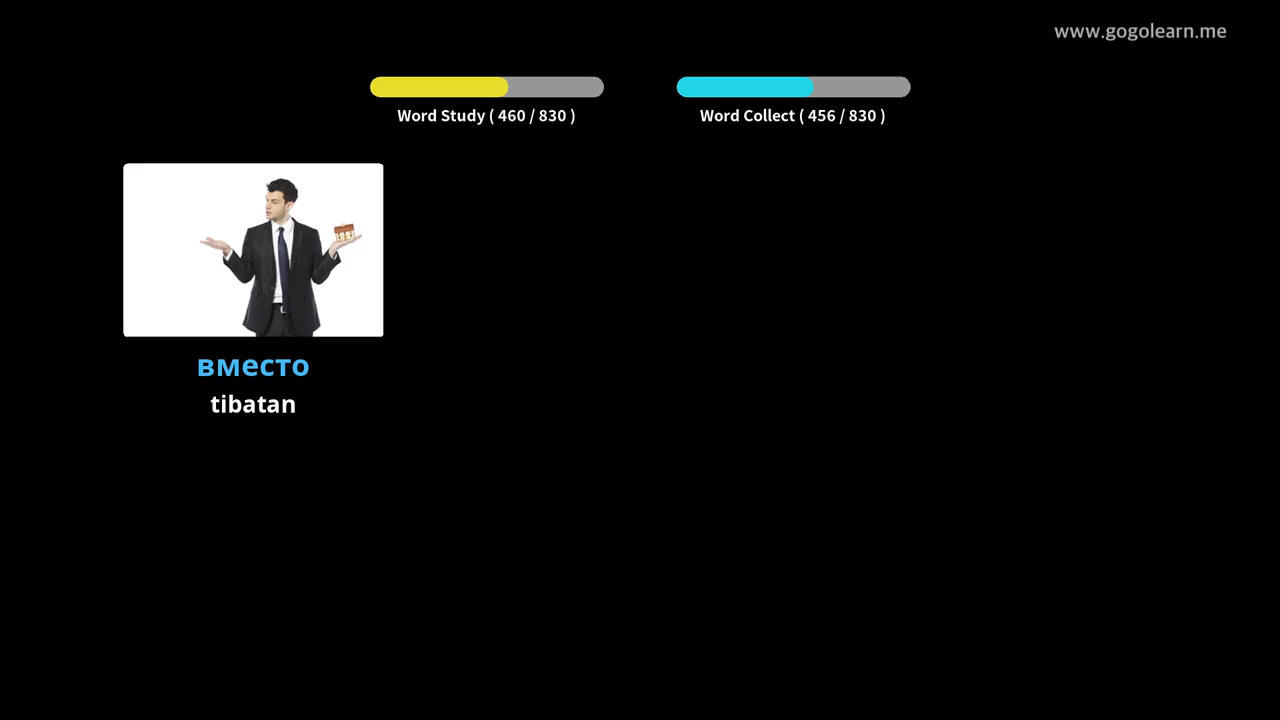 www.gogolearn.me
Word Study ( 460 / 830 )
Word Collect ( 456 / 830 )
вместо
tibatan